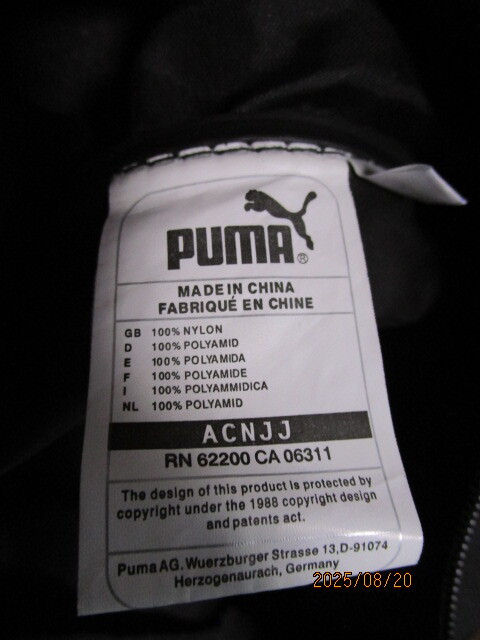 PUMA®
MADE IN CHINA
FABRIQUÉ EN CHINE
GB 100% NYLON
D 100% POLYAMID
E 100% POLYAMIDA
F 100% POLYAMIDE
I 100% POLYAMMIDICA
NL 100% POLYAMID
ACNJJ
RN 62200 CA 06311
The design of this product is protected by
copyright under the 1988 copyright design
and patents act.
Puma AG. Wuerzburger Strasse 13,D-91074
Herzogenaurach, Germany
2025/08/20